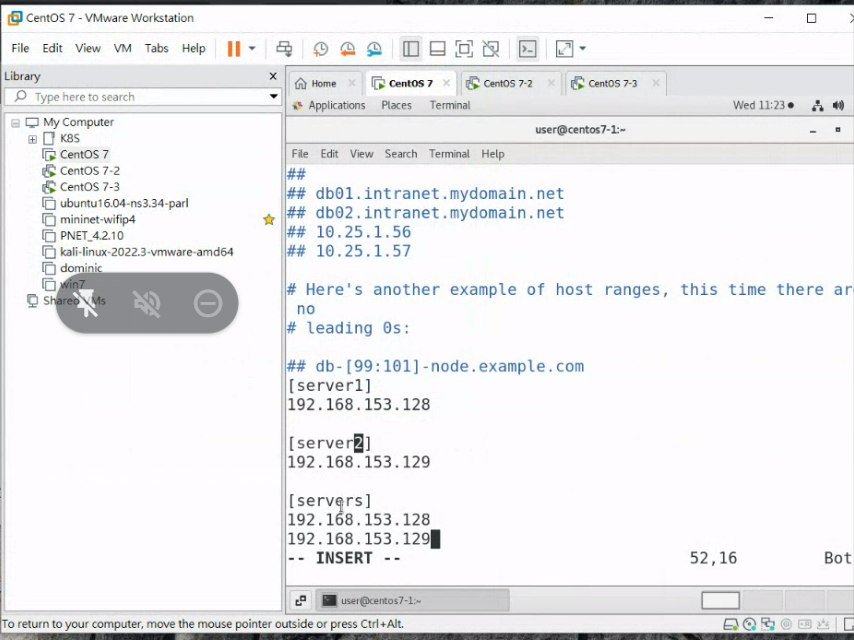 CentOS 7 - VMware Workstation
File Edit View VM Tabs Help
Library
Type here to search
My Computer
K8S
CentOS 7
CentOS 7-2
CentOS 7-3
ubuntu16.04-ns3.34-parl
mininet-wifip4
PNET_4.2.10
kali-linux-2022.3-vmware-amd64
dominic
win7
Shared VMs
Home CentOS 7 CentOS 7-2 CentOS 7-3
Applications Places Terminal Wed 11:23
user@centos7-1:~
File Edit View Search Terminal Help
##
## db01.intranet.mydomain.net
## db02.intranet.mydomain.net
## 10.25.1.56
## 10.25.1.57
# Here's another example of host ranges, this time there are
no
# leading 0s:
## db-[99:101]-node.example.com
[server1]
192.168.153.128
[server2]
192.168.153.129
[servers]
192.168.153.128
192.168.153.129
-- INSERT -- 52,16 Bot
user@centos7-1:~
To return to your computer, move the mouse pointer outside or press Ctrl+Alt.